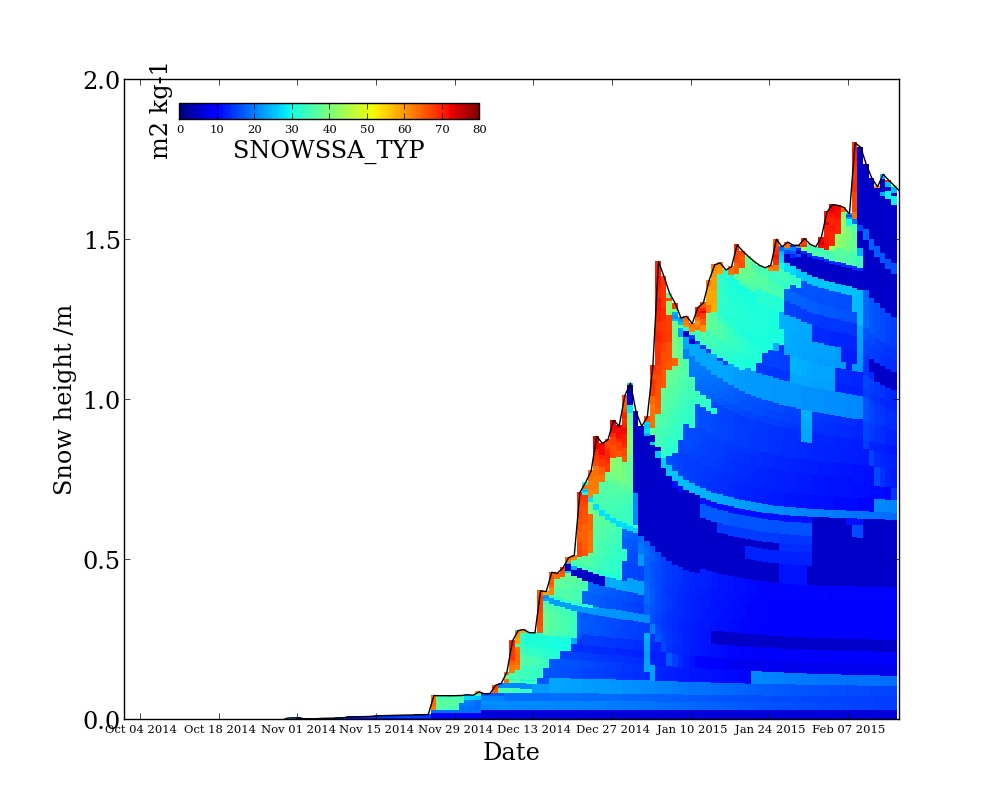 2.0
m2 kg-1
0 10 20 30 40 50 60 70 80
SNOWSSA_TYP
1.5
Snow height /m
1.0
0.5
0.0
Oct 04 2014 Oct 18 2014 Nov 01 2014 Nov 15 2014 Nov 29 2014 Dec 13 2014 Dec 27 2014 Jan 10 2015 Jan 24 2015 Feb 07 2015
Date